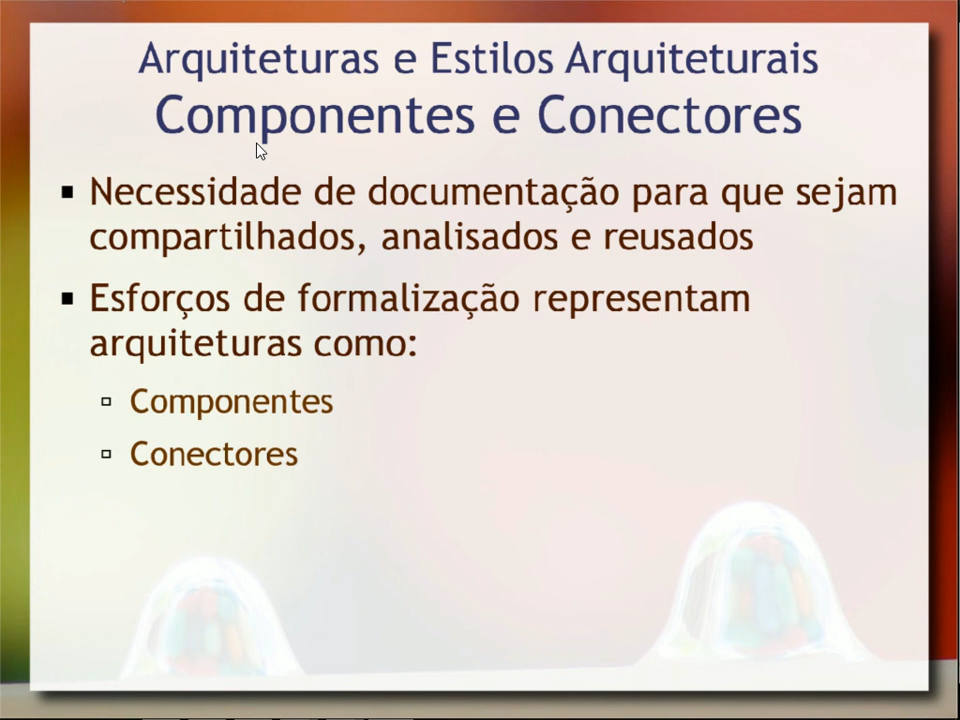 Arquiteturas e Estilos Arquiteturais
Componentes e Conectores
▪ Necessidade de documentação para que sejam
compartilhados, analisados e reusados
▪ Esforços de formalização representam
arquiteturas como:
▫ Componentes
▫ Conectores